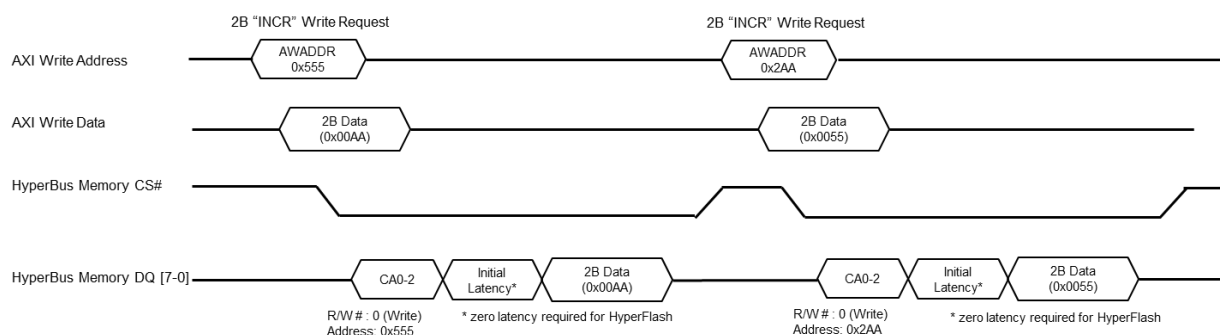 2B “INCR” Write Request
2B “INCR” Write Request
AXI Write Address
AWADDR
0x555
AWADDR
0x2AA
AXI Write Data
2B Data
(0x00AA)
2B Data
(0x0055)
HyperBus Memory CS#
HyperBus Memory DQ [7-0]
CA0-2
Initial
Latency*
2B Data
(0x00AA)
CA0-2
Initial
Latency*
2B Data
(0x0055)
R/W # : 0 (Write)
Address: 0x555
* zero latency required for HyperFlash
R/W # : 0 (Write)
Address: 0x2AA
* zero latency required for HyperFlash